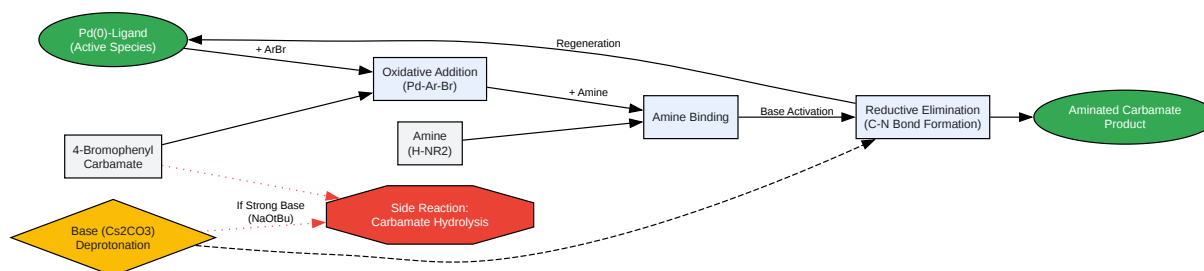 Pd(0)-Ligand
(Active Species)
+ ArBr
Regeneration
Oxidative Addition
(Pd-Ar-Br)
+ Amine
4-Bromophenyl
Carbamate
Amine
(H-NR2)
Amine Binding
Base Activation
Reductive Elimination
(C-N Bond Formation)
Aminated Carbamate
Product
Base (Cs2CO3)
Deprotonation
If Strong Base
(NaOtBu)
Side Reaction:
Carbamate Hydrolysis